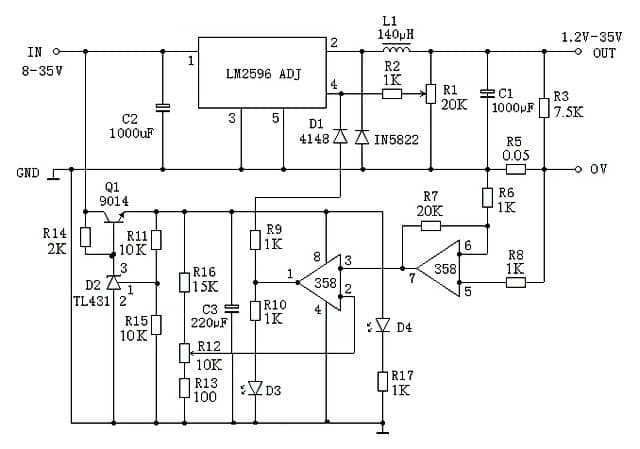 L1
140μH
1.2V-35V
IN
OUT
8-35V
1
2
LM2596 ADJ
4
3
5
R2
1K
R1
20K
C1
1000μF
R3
7.5K
C2
1000uF
D1
4148
IN5822
R5
0.05
GND
0V
Q1
9014
R14
2K
R11
10K
R9
1K
R7
20K
R6
1K
D2
TL431
3
1
2
R16
15K
C3
220μF
R10
1K
8
1
358
3
2
4
7
358
6
5
R8
1K
R15
10K
R12
10K
R13
100
D3
D4
R17
1K